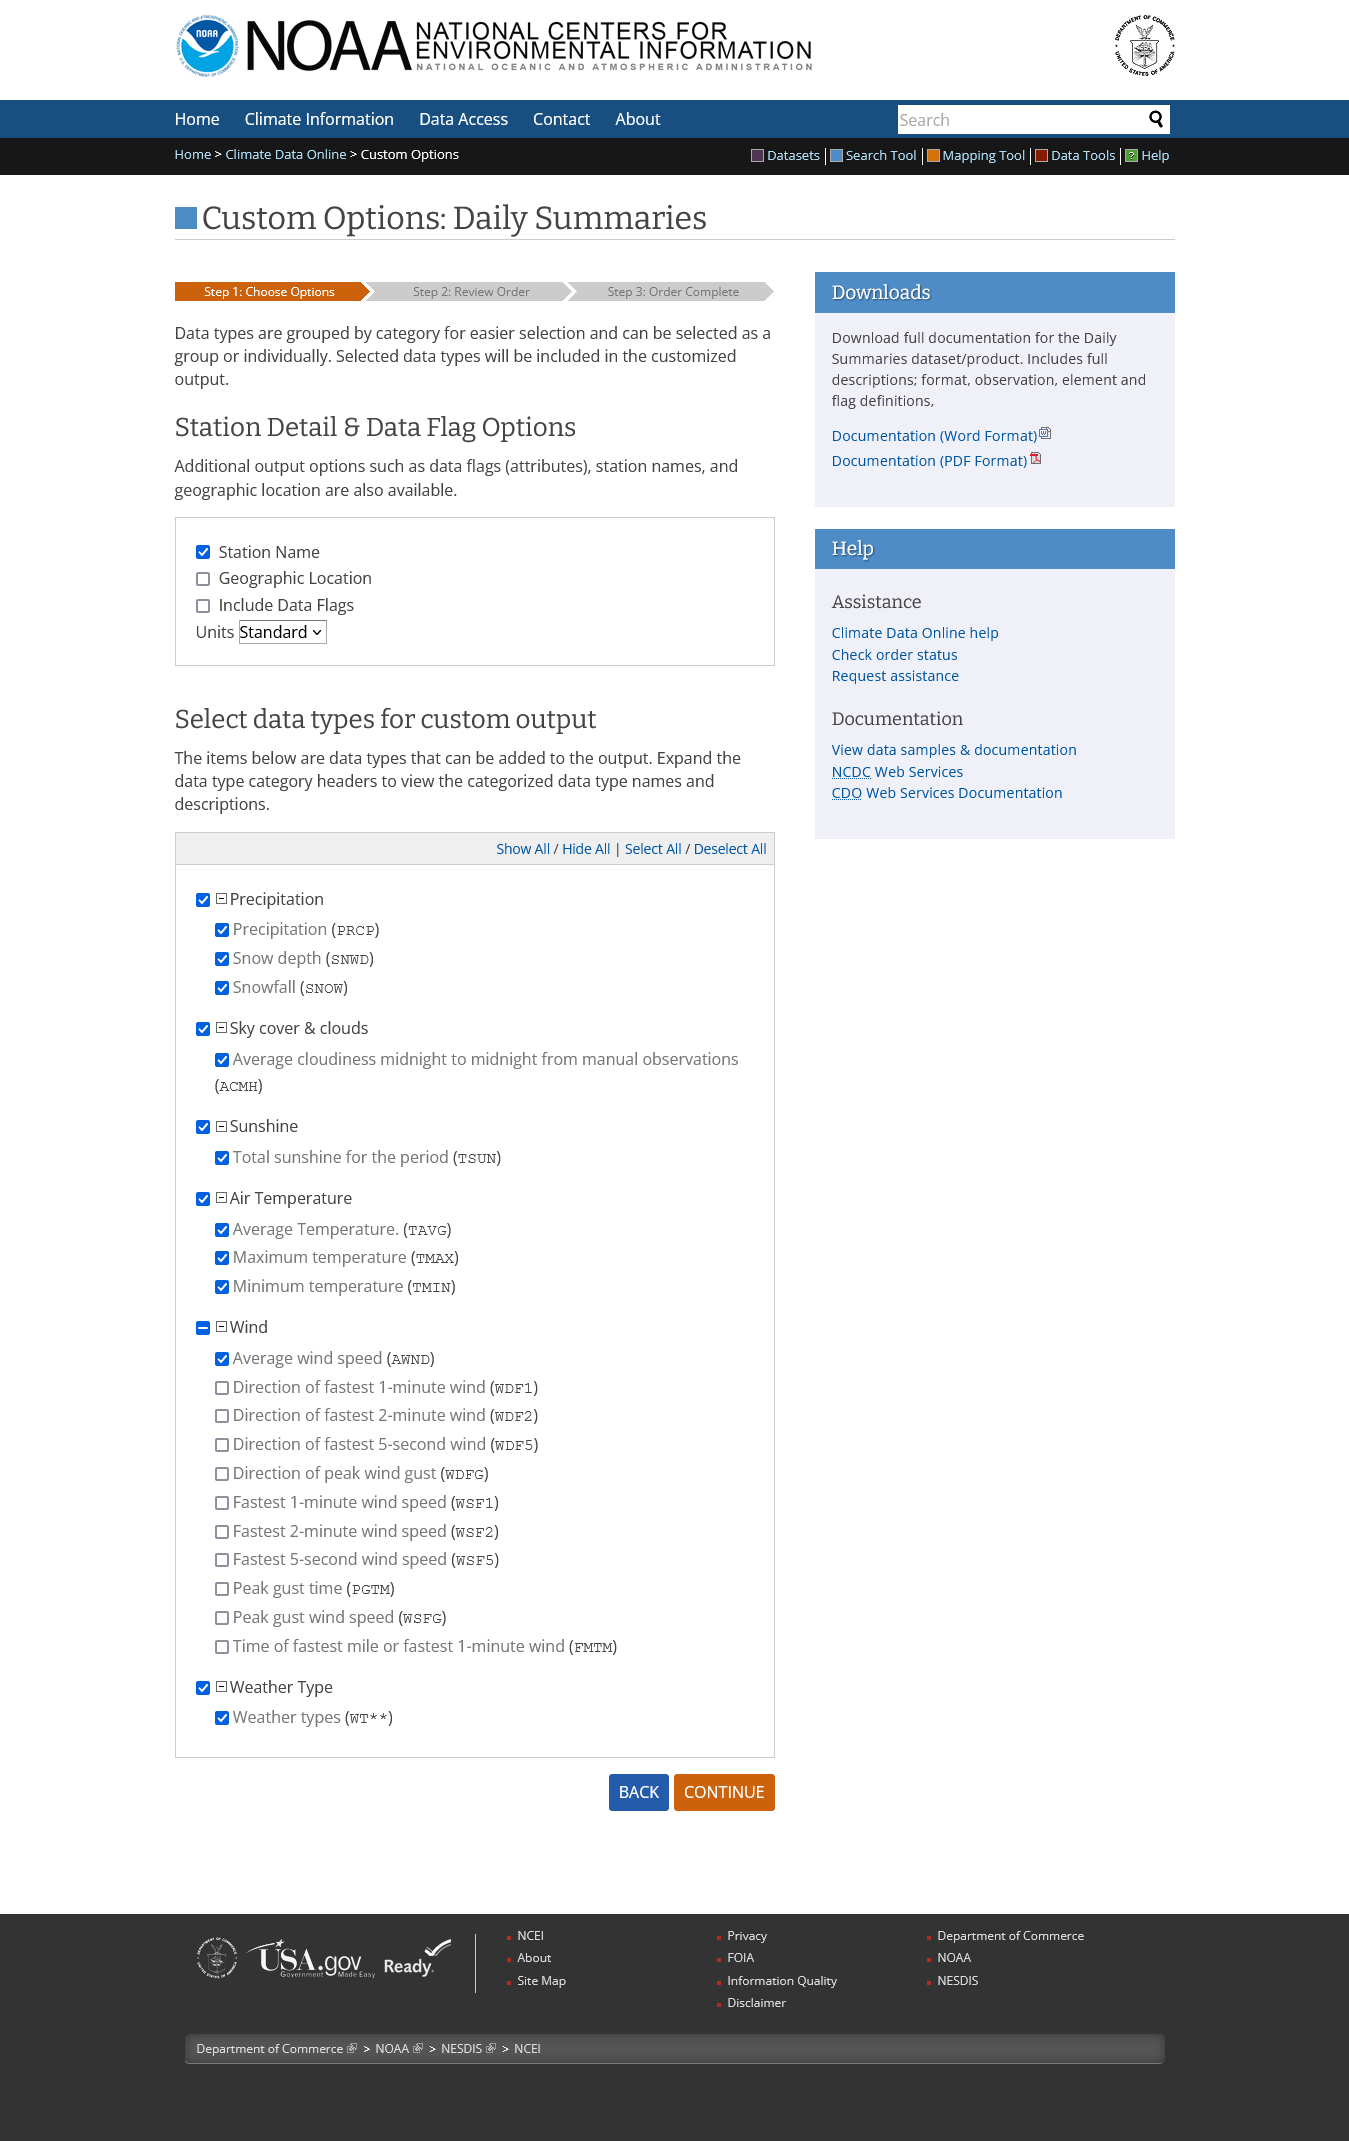 NOAA NATIONAL CENTERS FOR
ENVIRONMENTAL INFORMATION
NATIONAL OCEANIC AND ATMOSPHERIC ADMINISTRATION
Home Climate Information Data Access Contact About Search
Home > Climate Data Online > Custom Options
Datasets Search Tool Mapping Tool Data Tools Help
Custom Options: Daily Summaries
Step 1: Choose Options Step 2: Review Order Step 3: Order Complete
Data types are grouped by category for easier selection and can be selected as a
group or individually. Selected data types will be included in the customized
output.
Station Detail & Data Flag Options
Additional output options such as data flags (attributes), station names, and
geographic location are also available.
Station Name
Geographic Location
Include Data Flags
Units Standard
Select data types for custom output
The items below are data types that can be added to the output. Expand the
data type category headers to view the categorized data type names and
descriptions.
Show All / Hide All | Select All / Deselect All
Precipitation
Precipitation (PRCP)
Snow depth (SNWD)
Snowfall (SNOW)
Sky cover & clouds
Average cloudiness midnight to midnight from manual observations
(ACMH)
Sunshine
Total sunshine for the period (TSUN)
Air Temperature
Average Temperature. (TAVG)
Maximum temperature (TMAX)
Minimum temperature (TMIN)
Wind
Average wind speed (AWND)
Direction of fastest 1-minute wind (WDF1)
Direction of fastest 2-minute wind (WDF2)
Direction of fastest 5-second wind (WDF5)
Direction of peak wind gust (WDFG)
Fastest 1-minute wind speed (WSF1)
Fastest 2-minute wind speed (WSF2)
Fastest 5-second wind speed (WSF5)
Peak gust time (PGTM)
Peak gust wind speed (WSFG)
Time of fastest mile or fastest 1-minute wind (FMTM)
Weather Type
Weather types (WT**)
BACK CONTINUE
Downloads
Download full documentation for the Daily
Summaries dataset/product. Includes full
descriptions; format, observation, element and
flag definitions,
Documentation (Word Format)
Documentation (PDF Format)
Help
Assistance
Climate Data Online help
Check order status
Request assistance
Documentation
View data samples & documentation
NCDC Web Services
CDO Web Services Documentation
USA.gov
Government Made Easy
Ready.
NCEI
About
Site Map
Privacy
FOIA
Information Quality
Disclaimer
Department of Commerce
NOAA
NESDIS
Department of Commerce > NOAA > NESDIS > NCEI